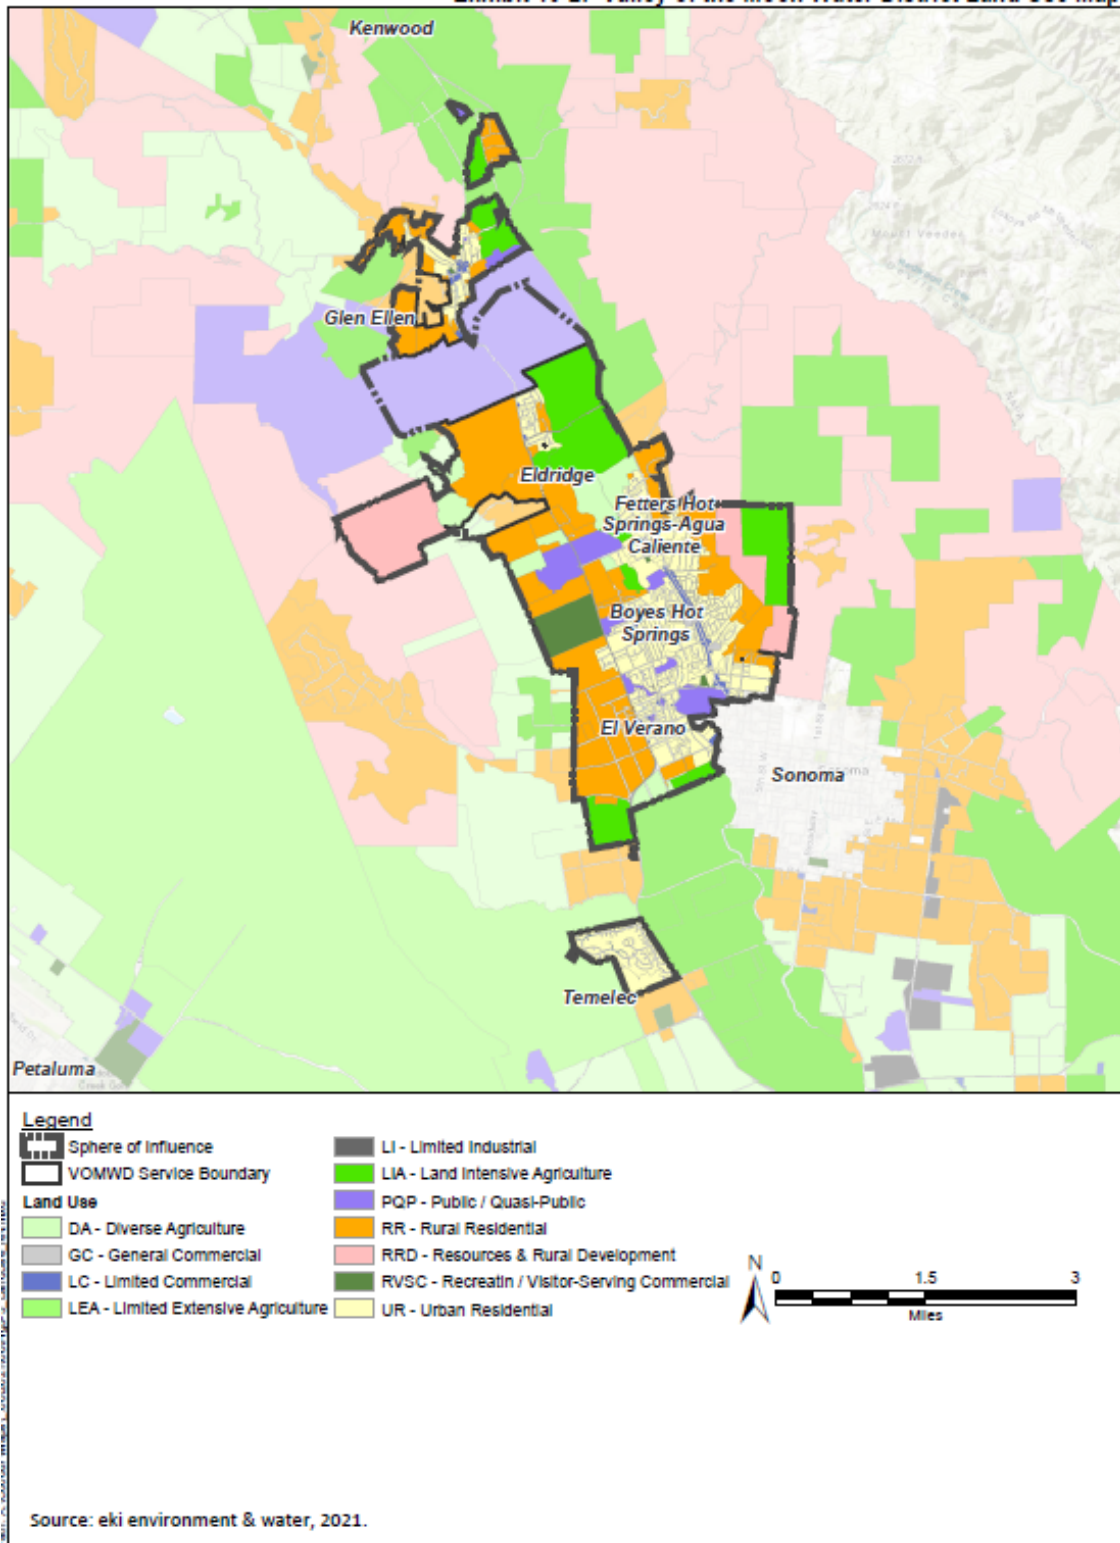 Kenwood
Mount Veeder
Glen Ellen
Eldridge
Fetters Hot
Springs-Agua
Caliente
Boyes Hot
Springs
El Verano
Sonoma
Temelec
Petaluma
Legend
Sphere of Influence
VOMWD Service Boundary
Land Use
DA - Diverse Agriculture
GC - General Commercial
LC - Limited Commercial
LEA - Limited Extensive Agriculture
LI - Limited Industrial
LIA - Land Intensive Agriculture
PQP - Public / Quasi-Public
RR - Rural Residential
RRD - Resources & Rural Development
RVSC - Recreatin / Visitor-Serving Commercial
UR - Urban Residential
N
0 1.5 3
Miles
Source: eki environment & water, 2021.